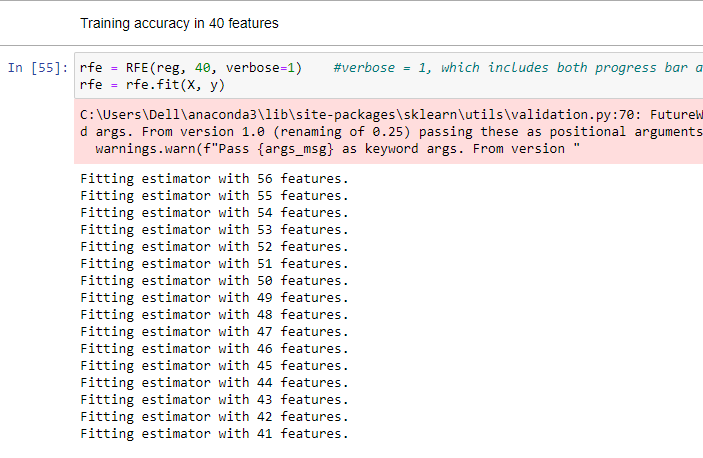 Training accuracy in 40 features
In [55]: rfe = RFE(reg, 40, verbose=1) #verbose = 1, which includes both progress bar a
rfe = rfe.fit(X, y)
C:\Users\Dell\anaconda3\lib\site-packages\sklearn\utils\validation.py:70: FutureW
d args. From version 1.0 (renaming of 0.25) passing these as positional arguments
warnings.warn(f"Pass {args_msg} as keyword args. From version "
Fitting estimator with 56 features.
Fitting estimator with 55 features.
Fitting estimator with 54 features.
Fitting estimator with 53 features.
Fitting estimator with 52 features.
Fitting estimator with 51 features.
Fitting estimator with 50 features.
Fitting estimator with 49 features.
Fitting estimator with 48 features.
Fitting estimator with 47 features.
Fitting estimator with 46 features.
Fitting estimator with 45 features.
Fitting estimator with 44 features.
Fitting estimator with 43 features.
Fitting estimator with 42 features.
Fitting estimator with 41 features.